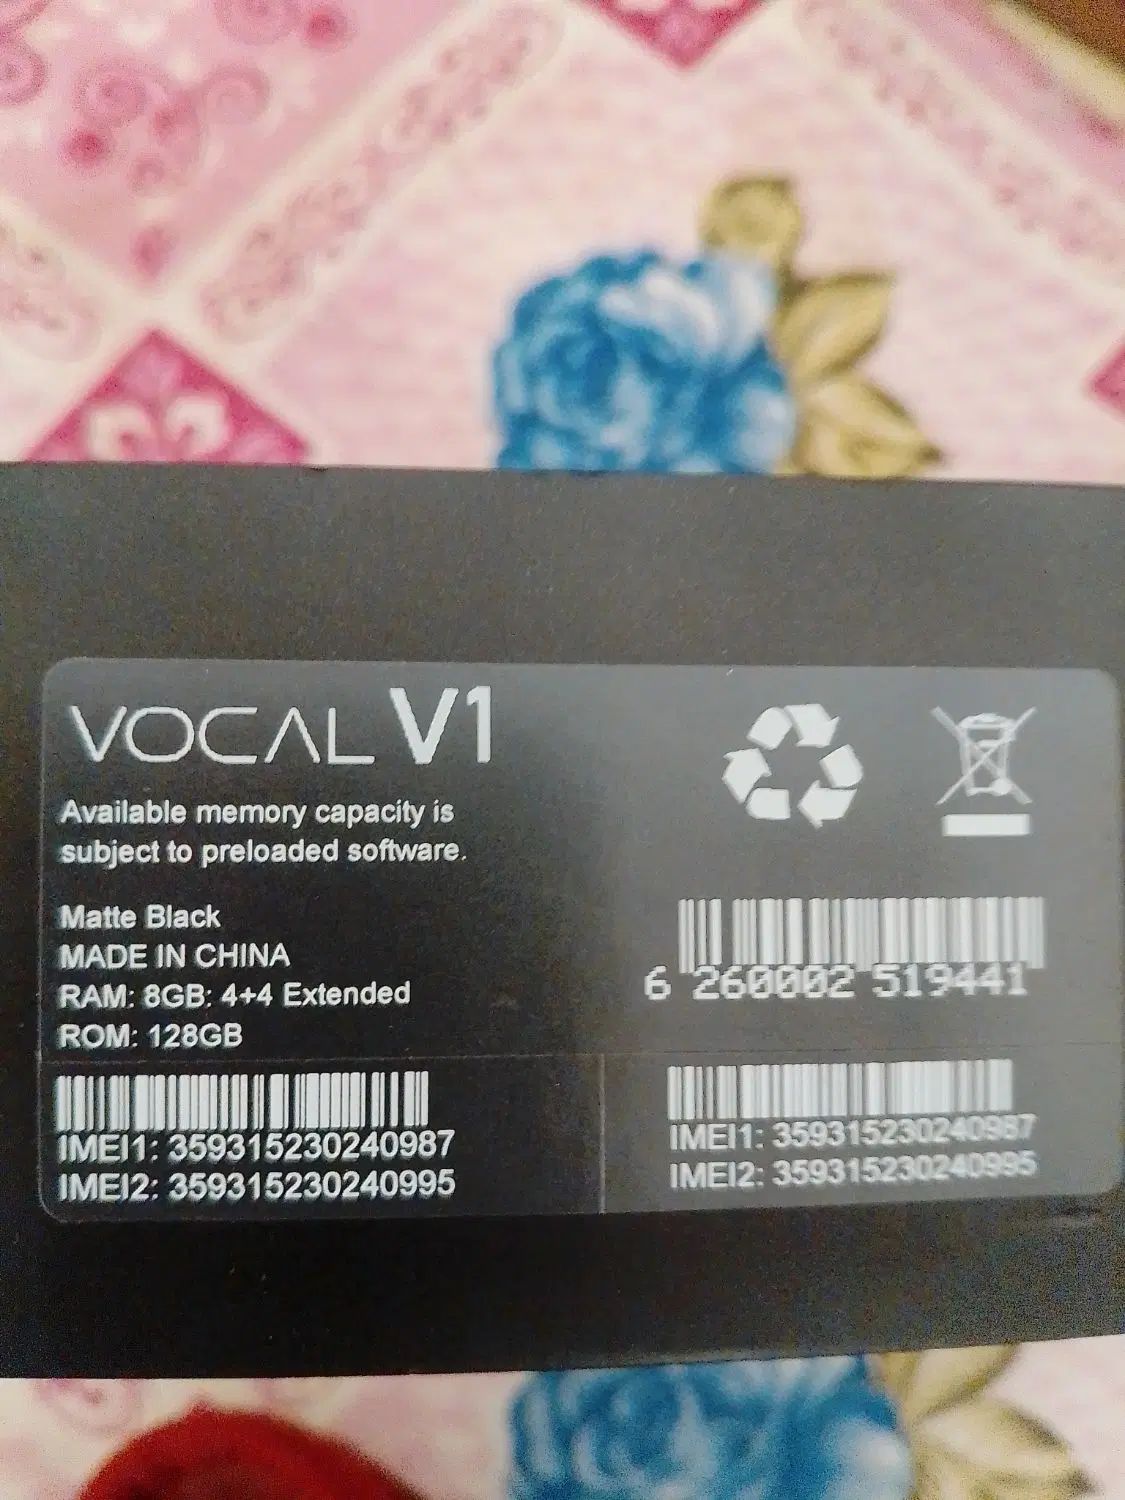 VOCAL V1
Available memory capacity is
subject to preloaded software.
Matte Black
MADE IN CHINA
RAM: 8GB: 4+4 Extended
ROM: 128GB
6 260002 519441
IMEI1: 359315230240987
IMEI2: 359315230240995
IMEI1: 359315230240987
IMEI2: 359315230240995